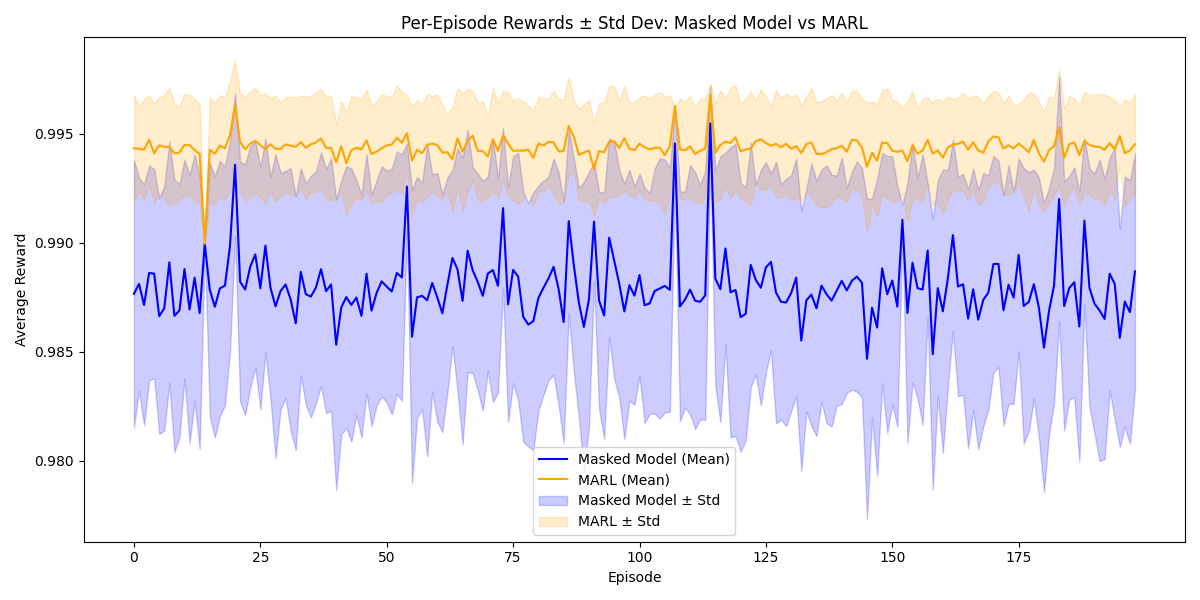 Per-Episode Rewards ± Std Dev: Masked Model vs MARL
Average Reward
0.995
0.990
0.985
0.980
Masked Model (Mean)
MARL (Mean)
Masked Model ± Std
MARL ± Std
0 25 50 75 100 125 150 175
Episode